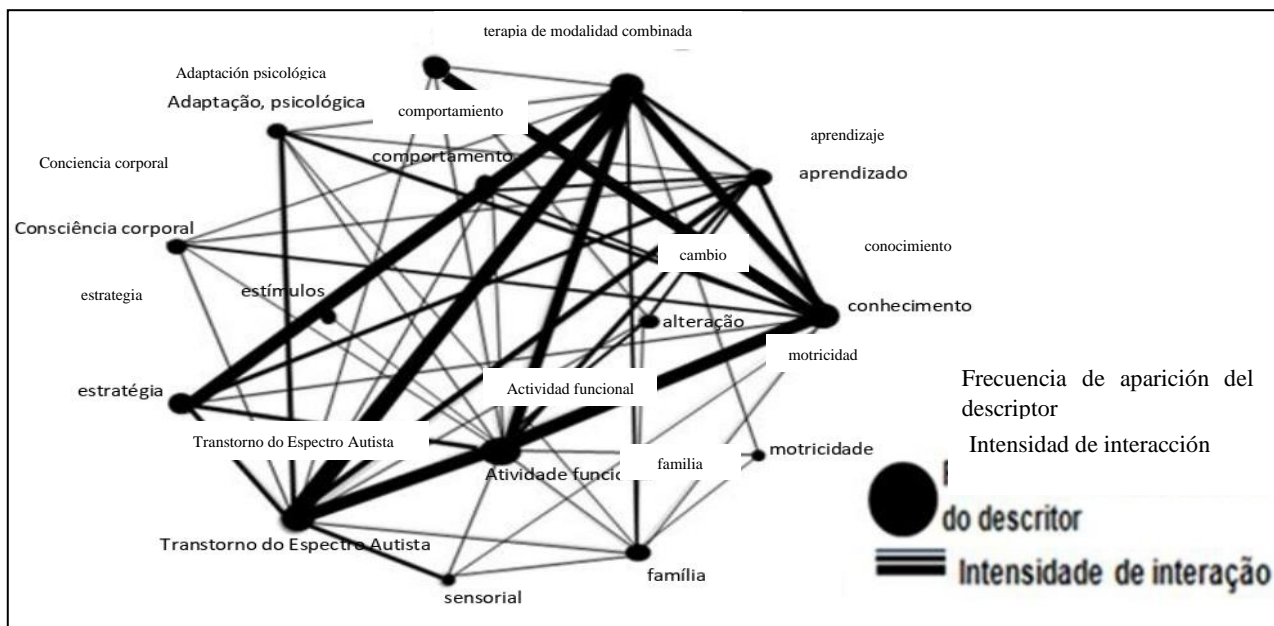 terapia de modalidad combinada
Adaptación psicológica
Adaptação, psicológica
comportamiento
comportamento
aprendizaje
aprendizado
Conciencia corporal
Consciência corporal
cambio
conocimiento
estrategia
estímulos
conhecimento
alteração
motricidad
estratégia
Actividad funcional
Frecuencia de aparición del
descriptor
Transtorno do Espectro Autista
Intensidad de interacción
motricidade
familia
Atividade
Transtorno do Espectro Autista
do descritor
família
Intensidade de interação
sensorial